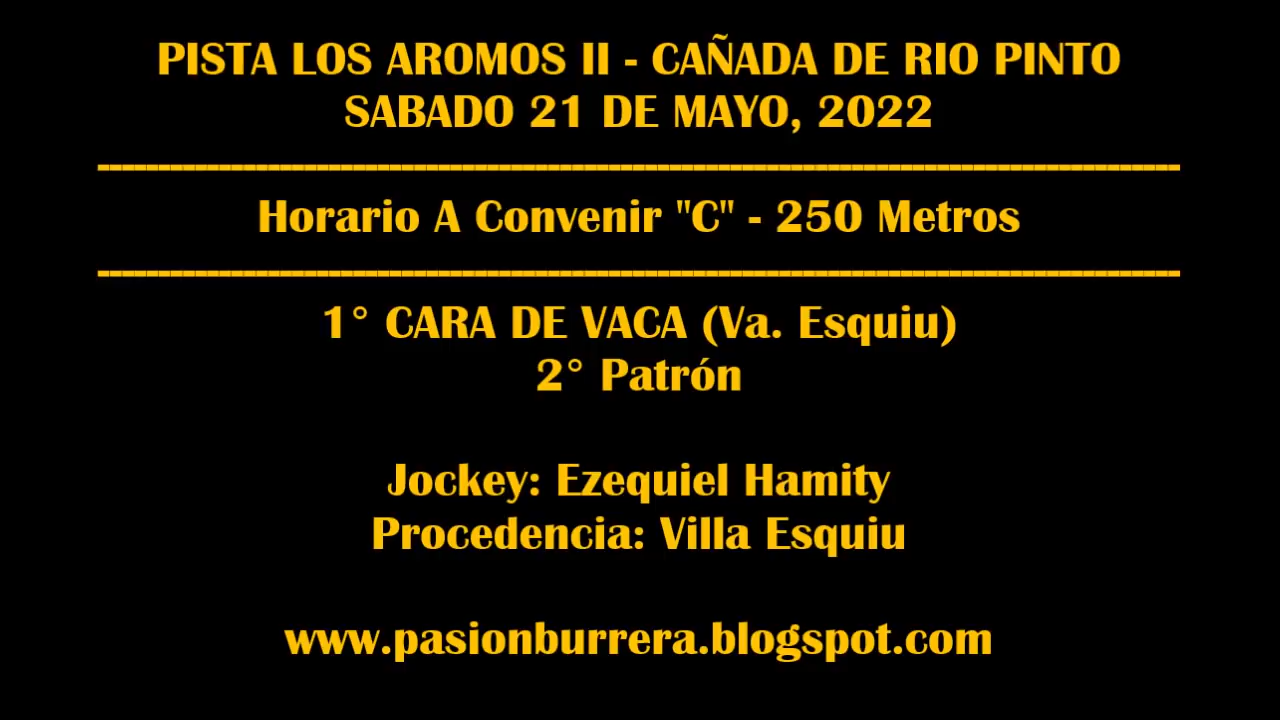 PISTA LOS AROMOS II - CAÑADA DE RIO PINTO
SABADO 21 DE MAYO, 2022
Horario A Convenir "C" - 250 Metros
1° CARA DE VACA (Va. Esquiu)
2° Patrón
Jockey: Ezequiel Hamity
Procedencia: Villa Esquiu
www.pasionburrera.blogspot.com